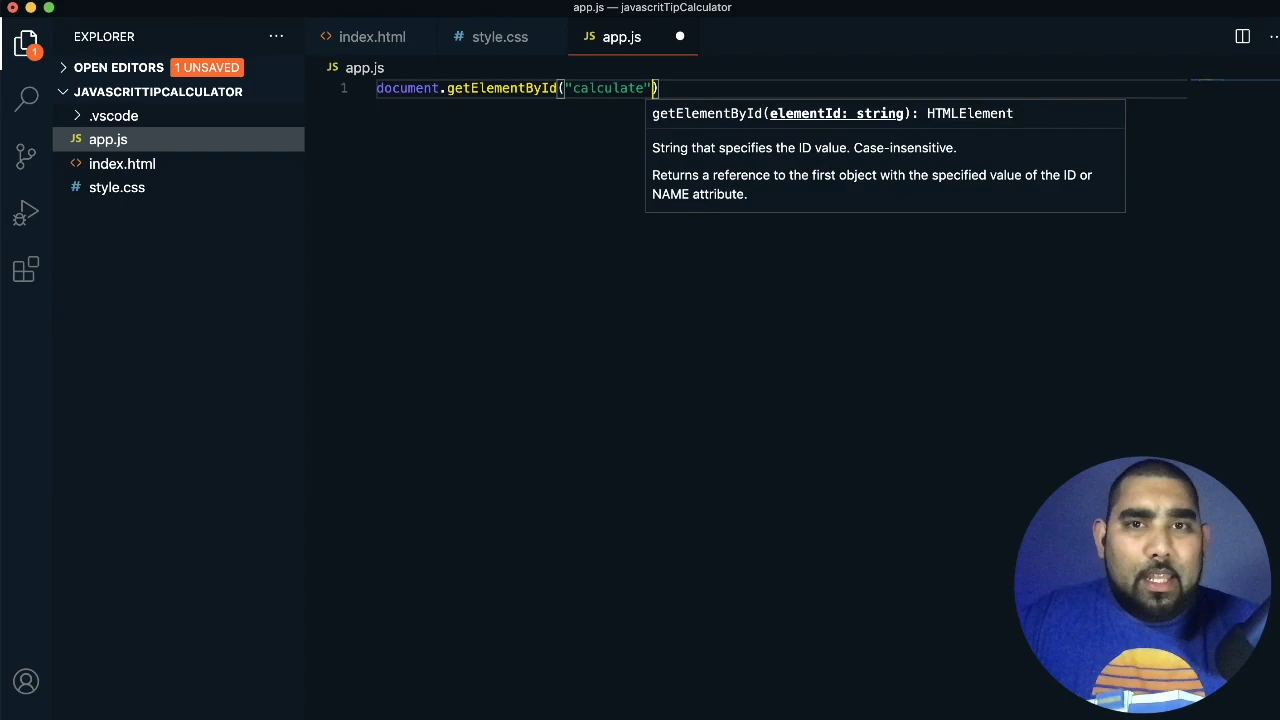 app.js — javascritTipCalculator
EXPLORER
index.html
# style.css
JS app.js
OPEN EDITORS 1 UNSAVED
JS app.js
JAVASCRITTIPCALCULATOR
1 document.getElementById("calculate")
.vscode
getElementById(elementId: string): HTMLElement
JS app.js
String that specifies the ID value. Case-insensitive.
index.html
Returns a reference to the first object with the specified value of the ID or
# style.css
NAME attribute.
1